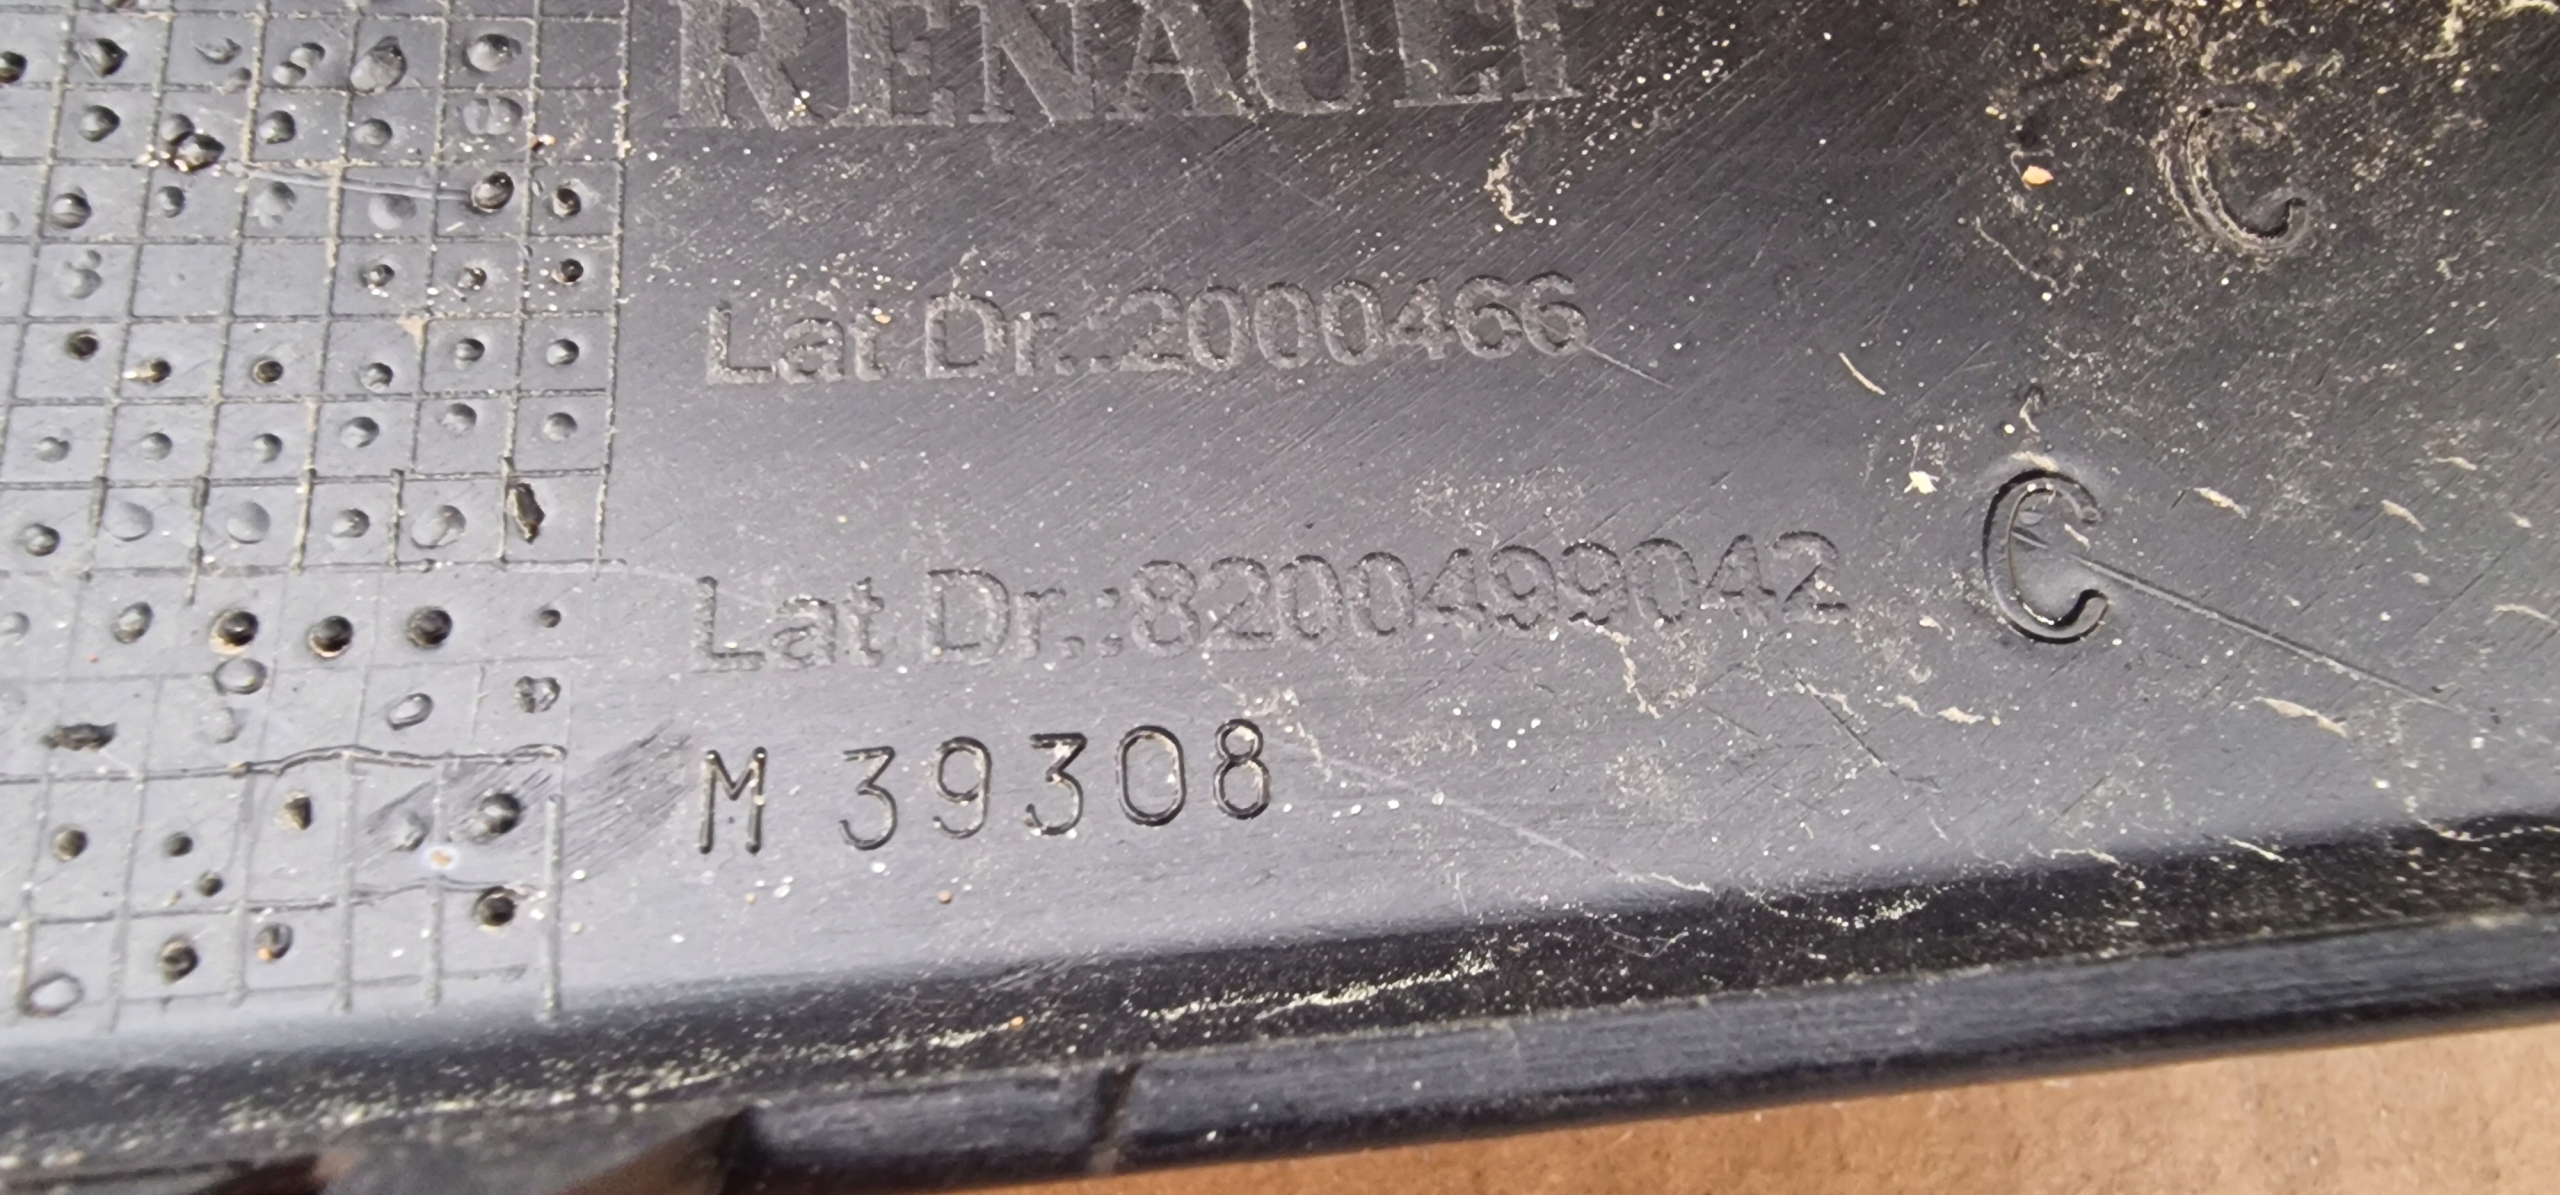 RENAULT
C
Lat Dr.:2000466
Lat Dr.:8200499042 C
M 39308